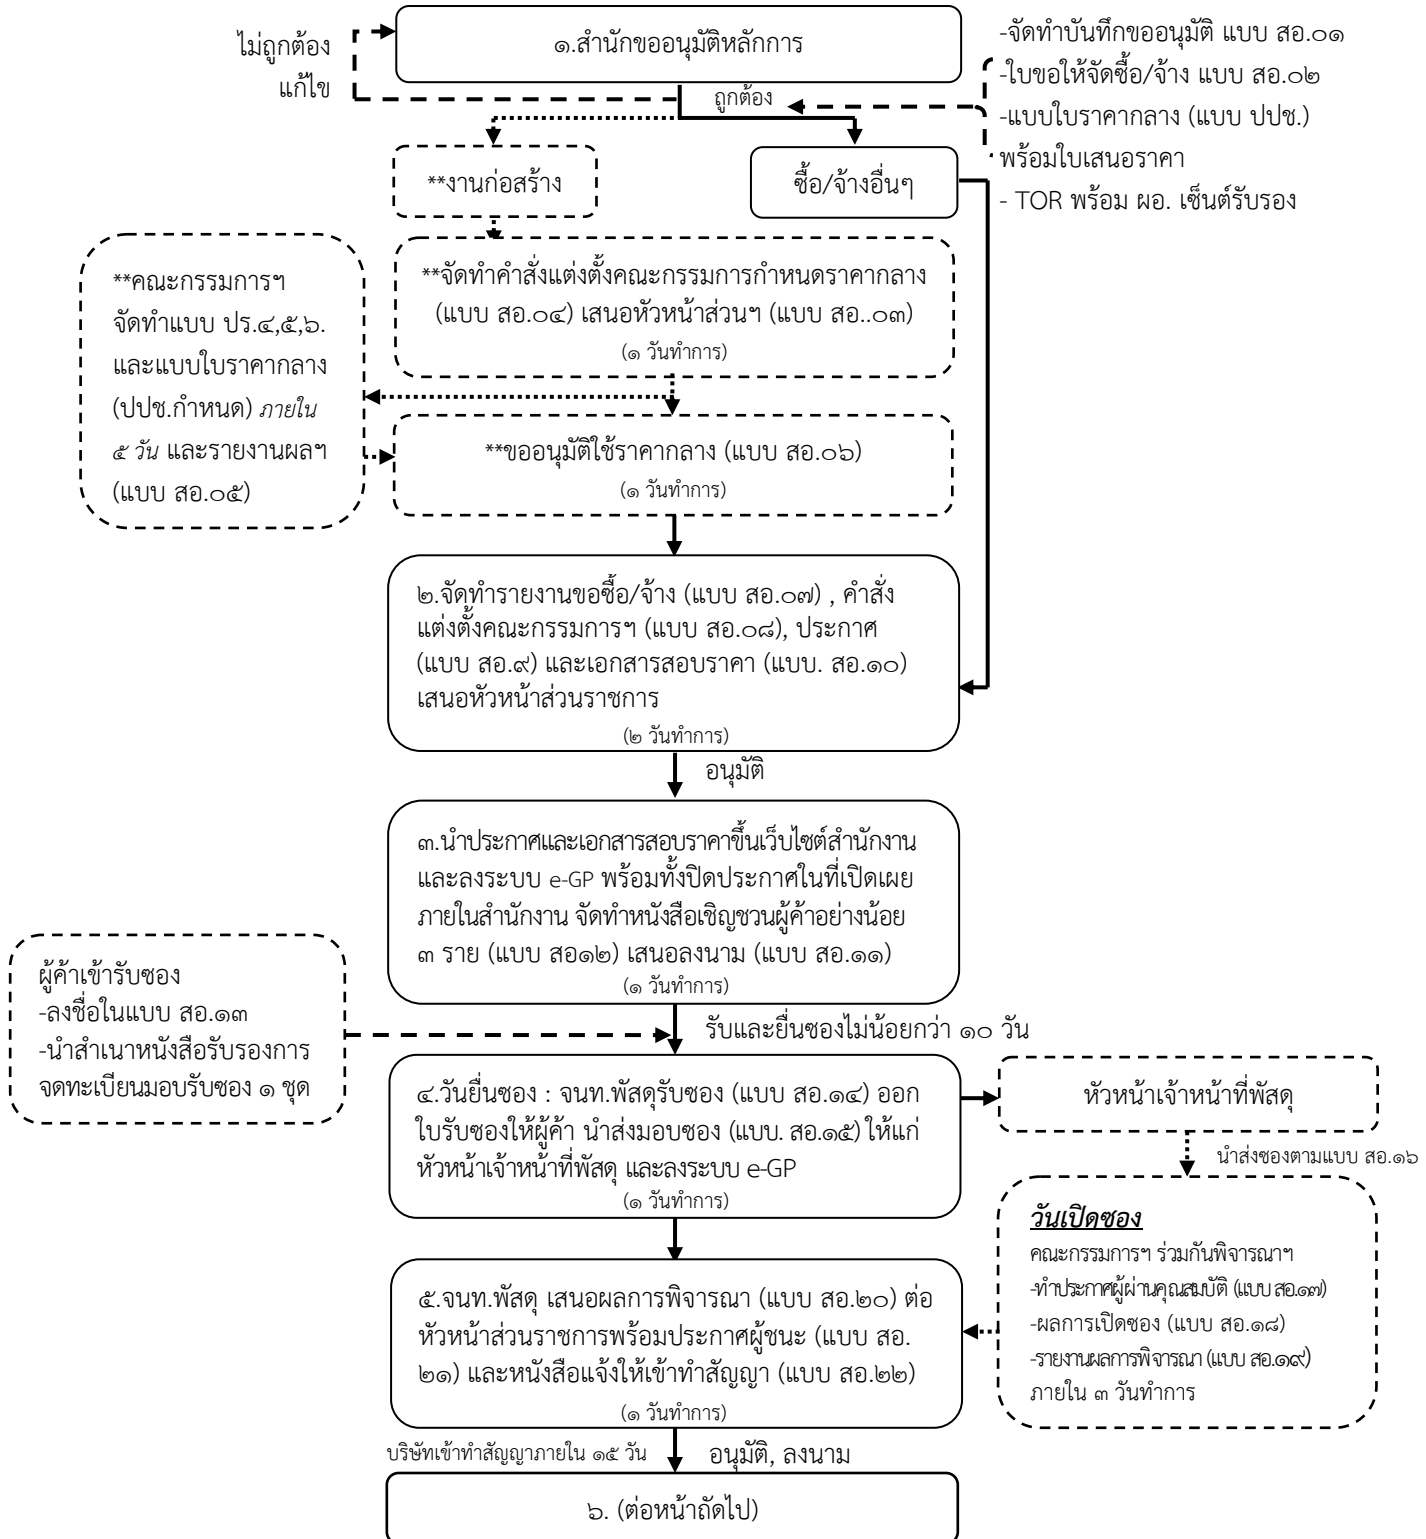 ไม่ถูกต้อง
แก้ไข
๑.สำนักขออนุมัติหลักการ
-จัดทำบันทึกขออนุมัติ แบบ สอ.๐๑
-ใบขอให้จัดซื้อ/จ้าง แบบ สอ.๐๒
-แบบใบราคากลาง (แบบ ปปช.)
พร้อมใบเสนอราคา
- TOR พร้อม ผอ. เซ็นต์รับรอง
ถูกต้อง
**งานก่อสร้าง
ซื้อ/จ้างอื่นๆ
**จัดทำคำสั่งแต่งตั้งคณะกรรมการกำหนดราคากลาง
(แบบ สอ.๐๔) เสนอหัวหน้าส่วนฯ (แบบ สอ..๐๓)
(๑ วันทำการ)
**คณะกรรมการฯ
จัดทำแบบ ปร.๔,๕,๖.
และแบบใบราคากลาง
(ปปช.กำหนด) ภายใน
๕ วัน และรายงานผลฯ
(แบบ สอ.๐๕)
**ขออนุมัติใช้ราคากลาง (แบบ สอ.๐๖)
(๑ วันทำการ)
๒.จัดทำรายงานขอซื้อ/จ้าง (แบบ สอ.๐๗) , คำสั่ง
แต่งตั้งคณะกรรมการฯ (แบบ สอ.๐๘), ประกาศ
(แบบ สอ.๙) และเอกสารสอบราคา (แบบ. สอ.๑๐)
เสนอหัวหน้าส่วนราชการ
(๒ วันทำการ)
อนุมัติ
๓.นำประกาศและเอกสารสอบราคาขึ้นเว็บไซต์สำนักงาน
และลงระบบ e-GP พร้อมทั้งปิดประกาศในที่เปิดเผย
ภายในสำนักงาน จัดทำหนังสือเชิญชวนผู้ค้าอย่างน้อย
๓ ราย (แบบ สอ๑๒) เสนอลงนาม (แบบ สอ.๑๑)
(๑ วันทำการ)
ผู้ค้าเข้ารับซอง
-ลงชื่อในแบบ สอ.๑๓
-นำสำเนาหนังสือรับรองการ
จดทะเบียนมอบรับซอง ๑ ชุด
รับและยื่นซองไม่น้อยกว่า ๑๐ วัน
๔.วันยื่นซอง : จนท.พัสดุรับซอง (แบบ สอ.๑๔) ออก
ใบรับซองให้ผู้ค้า นำส่งมอบซอง (แบบ. สอ.๑๕) ให้แก่
หัวหน้าเจ้าหน้าที่พัสดุ และลงระบบ e-GP
(๑ วันทำการ)
หัวหน้าเจ้าหน้าที่พัสดุ
นำส่งซองตามแบบ สอ.๑๖
วันเปิดซอง
คณะกรรมการฯ ร่วมกันพิจารณาฯ
-ทำประกาศผู้ผ่านคุณสมบัติ (แบบ สอ.๑๗)
-ผลการเปิดซอง (แบบ สอ.๑๘)
-รายงานผลการพิจารณา (แบบ สอ.๑๙)
ภายใน ๓ วันทำการ
๕.จนท.พัสดุ เสนอผลการพิจารณา (แบบ สอ.๒๐) ต่อ
หัวหน้าส่วนราชการพร้อมประกาศผู้ชนะ (แบบ สอ.
๒๑) และหนังสือแจ้งให้เข้าทำสัญญา (แบบ สอ.๒๒)
(๑ วันทำการ)
บริษัทเข้าทำสัญญาภายใน ๑๕ วัน
อนุมัติ, ลงนาม
๖. (ต่อหน้าถัดไป)